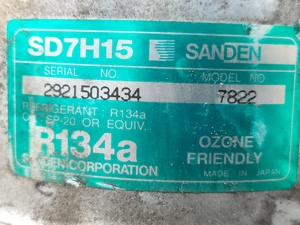 SD7H15 SANDEN
SERIAL NO. MODEL NO
2921503434 7822
REFRIGERANT : R134a
OIL SP-20 OR EQUIV.
R134a OZONE
FRIENDLY
SANDEN CORPORATION MADE IN JAPAN